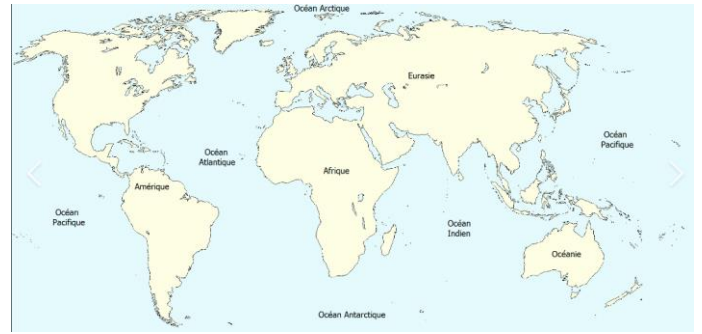 Océan Arctique
Eurasie
Océan
Pacifique
Océan
Atlantique
Afrique
Amérique
Océan
Pacifique
Océan
Indien
Océanie
Océan Antarctique